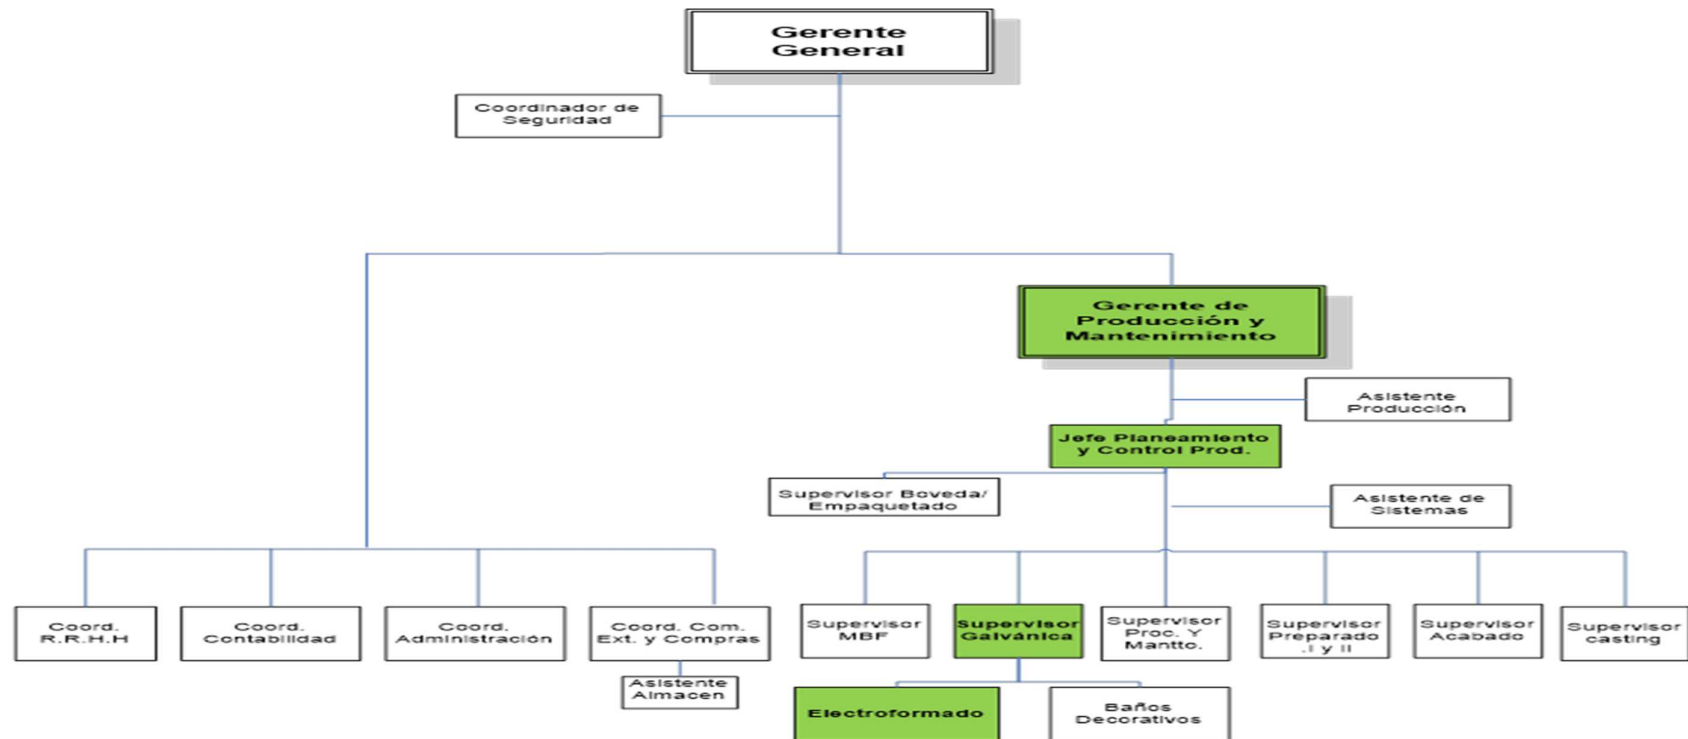 Gerente
General
Coordinador de
Seguridad
Gerente de
Producción y
Mantenimiento
Asistente
Producción
Jefe Planeamiento
y Control Prod.
Supervisor Boveda/
Empaquetado
Asistente de
Sistemas
Coord.
R.R.H.H
Coord.
Contabilidad
Coord.
Administración
Coord. Com.
Ext. y Compras
Supervisor
MBF
Supervisor
Galvánica
Supervisor
Proc. Y
Mantto.
Supervisor
Preparado
.I y II
Supervisor
Acabado
Supervisor
casting
Asistente
Almacen
Electroformado
Baños
Decorativos